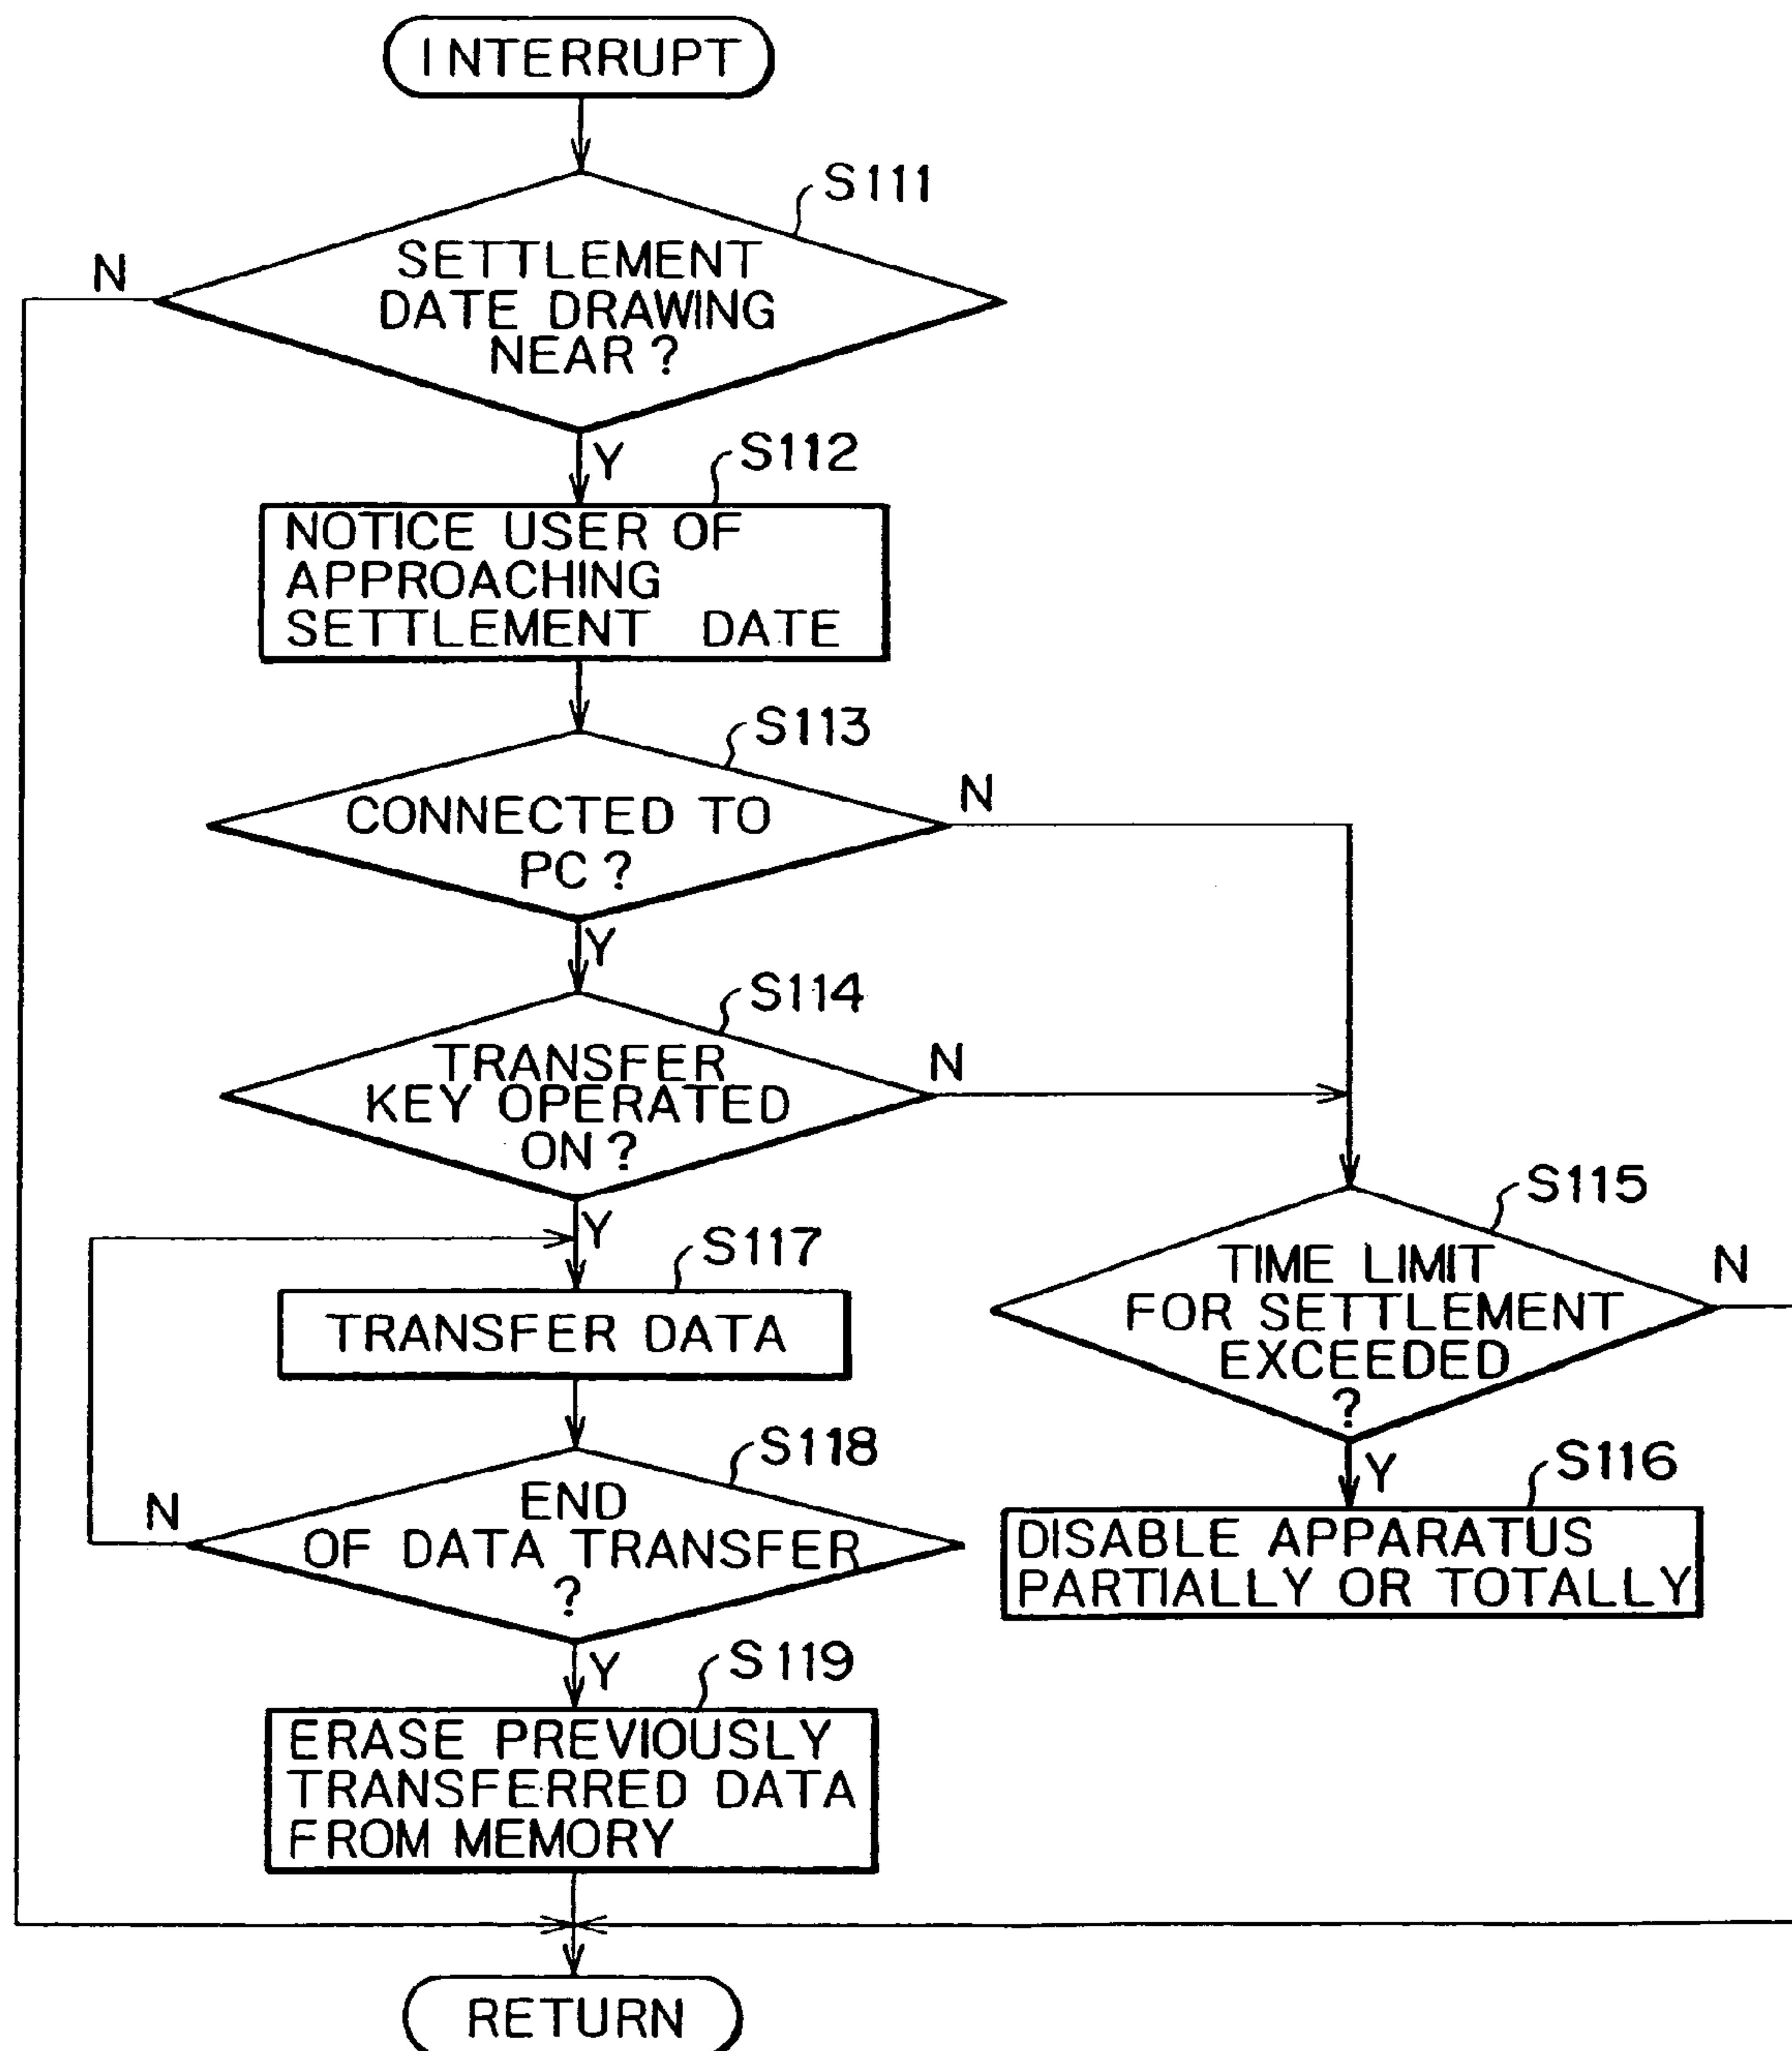 INTERRUPT
S111
N
SETTLEMENT
DATE DRAWING
NEAR?
Y
S112
NOTICE USER OF
APPROACHING
SETTLEMENT DATE
S113
N
CONNECTED TO
PC?
Y
S114
N
TRANSFER
KEY OPERATED
ON?
Y
S115
N
TIME LIMIT
FOR SETTLEMENT
EXCEEDED
?
Y
S116
DISABLE APPARATUS
PARTIALLY OR TOTALLY
S117
TRANSFER DATA
S118
N
END
OF DATA TRANSFER
?
Y
S119
ERASE PREVIOUSLY
TRANSFERRED DATA
FROM MEMORY
RETURN